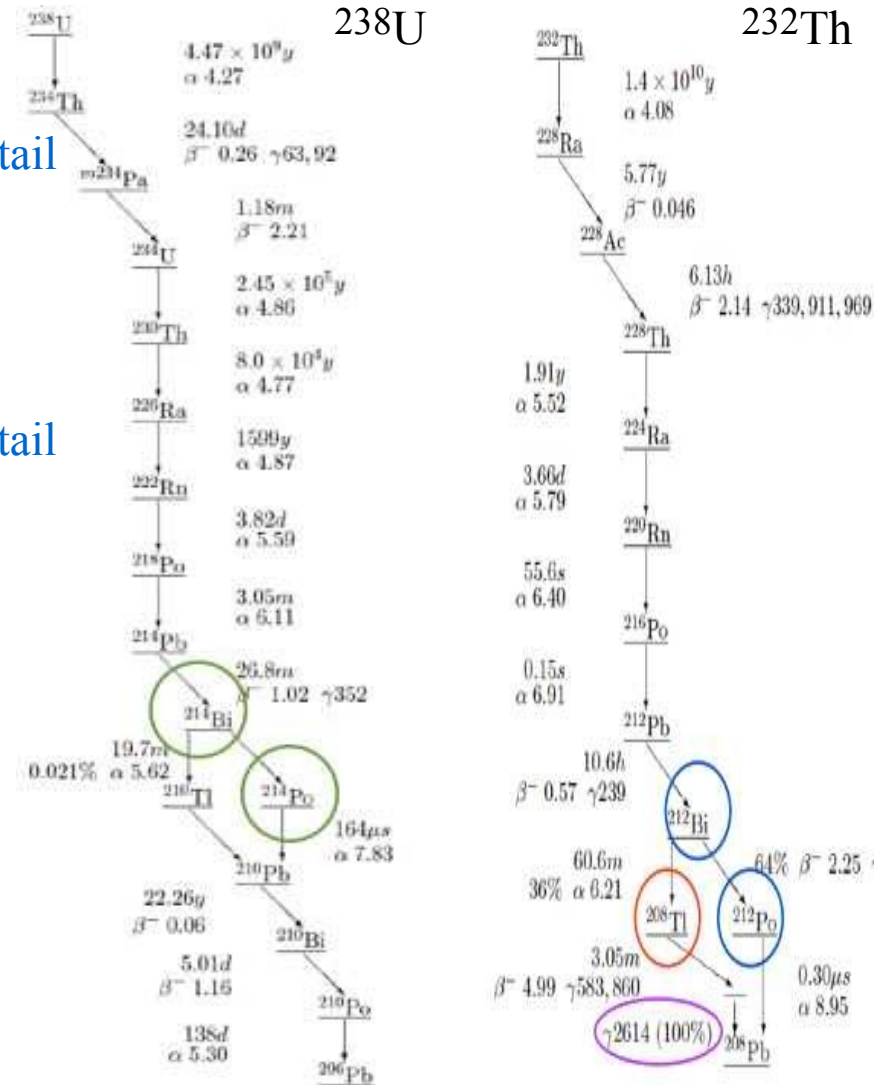 238U
238U
4.47 × 10⁹y
α 4.27
234Th
24.10d
β⁻ 0.26 γ63,92
tail
m234Pa
1.18m
β⁻ 2.21
234U
2.45 × 10⁵y
α 4.86
230Th
8.0 × 10⁴y
α 4.77
226Ra
tail
1599y
α 4.87
222Rn
3.82d
α 5.59
218Po
3.05m
α 6.11
214Pb
26.8m
β⁻ 1.02 γ352
214Bi
19.7m
0.021% α 5.62
210Tl
214Po
164μs
α 7.83
210Pb
22.26y
β⁻ 0.06
210Bi
5.01d
β⁻ 1.16
210Po
138d
α 5.30
206Pb
232Th
232Th
1.4 × 10¹⁰y
α 4.08
228Ra
5.77y
β⁻ 0.046
228Ac
6.13h
β⁻ 2.14 γ339,911,969
228Th
1.91y
α 5.52
224Ra
3.66d
α 5.79
220Rn
55.6s
α 6.40
216Po
0.15s
α 6.91
212Pb
10.6h
β⁻ 0.57 γ239
212Bi
60.6m
36% α 6.21
64% β⁻ 2.25
208Tl
212Po
3.05m
β⁻ 4.99 γ583,860
0.30μs
α 8.95
γ2614 (100%)
208Pb